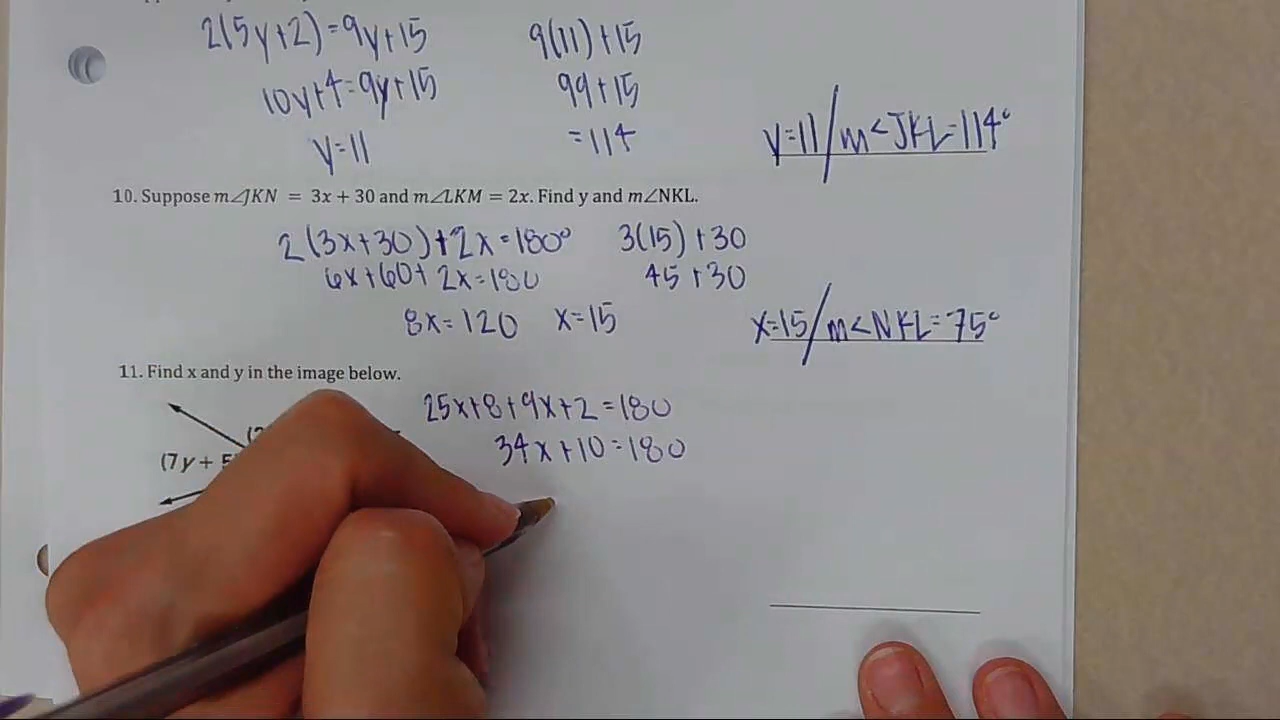 2(5y+2)=9y+15 9(11)+15
10y+4=9y+15 99+15
y=11 =114 y=11/m<JKL=114°
10. Suppose m∠JKN = 3x + 30 and m∠LKM = 2x. Find y and m∠NKL.
2(3x+30)+2x=180° 3(15)+30
6x+60+2x=180 45+30
8x=120 x=15 x=15/m<NKL=75°
11. Find x and y in the image below.
25x+8+9x+2=180
34x+10=180
(7y +